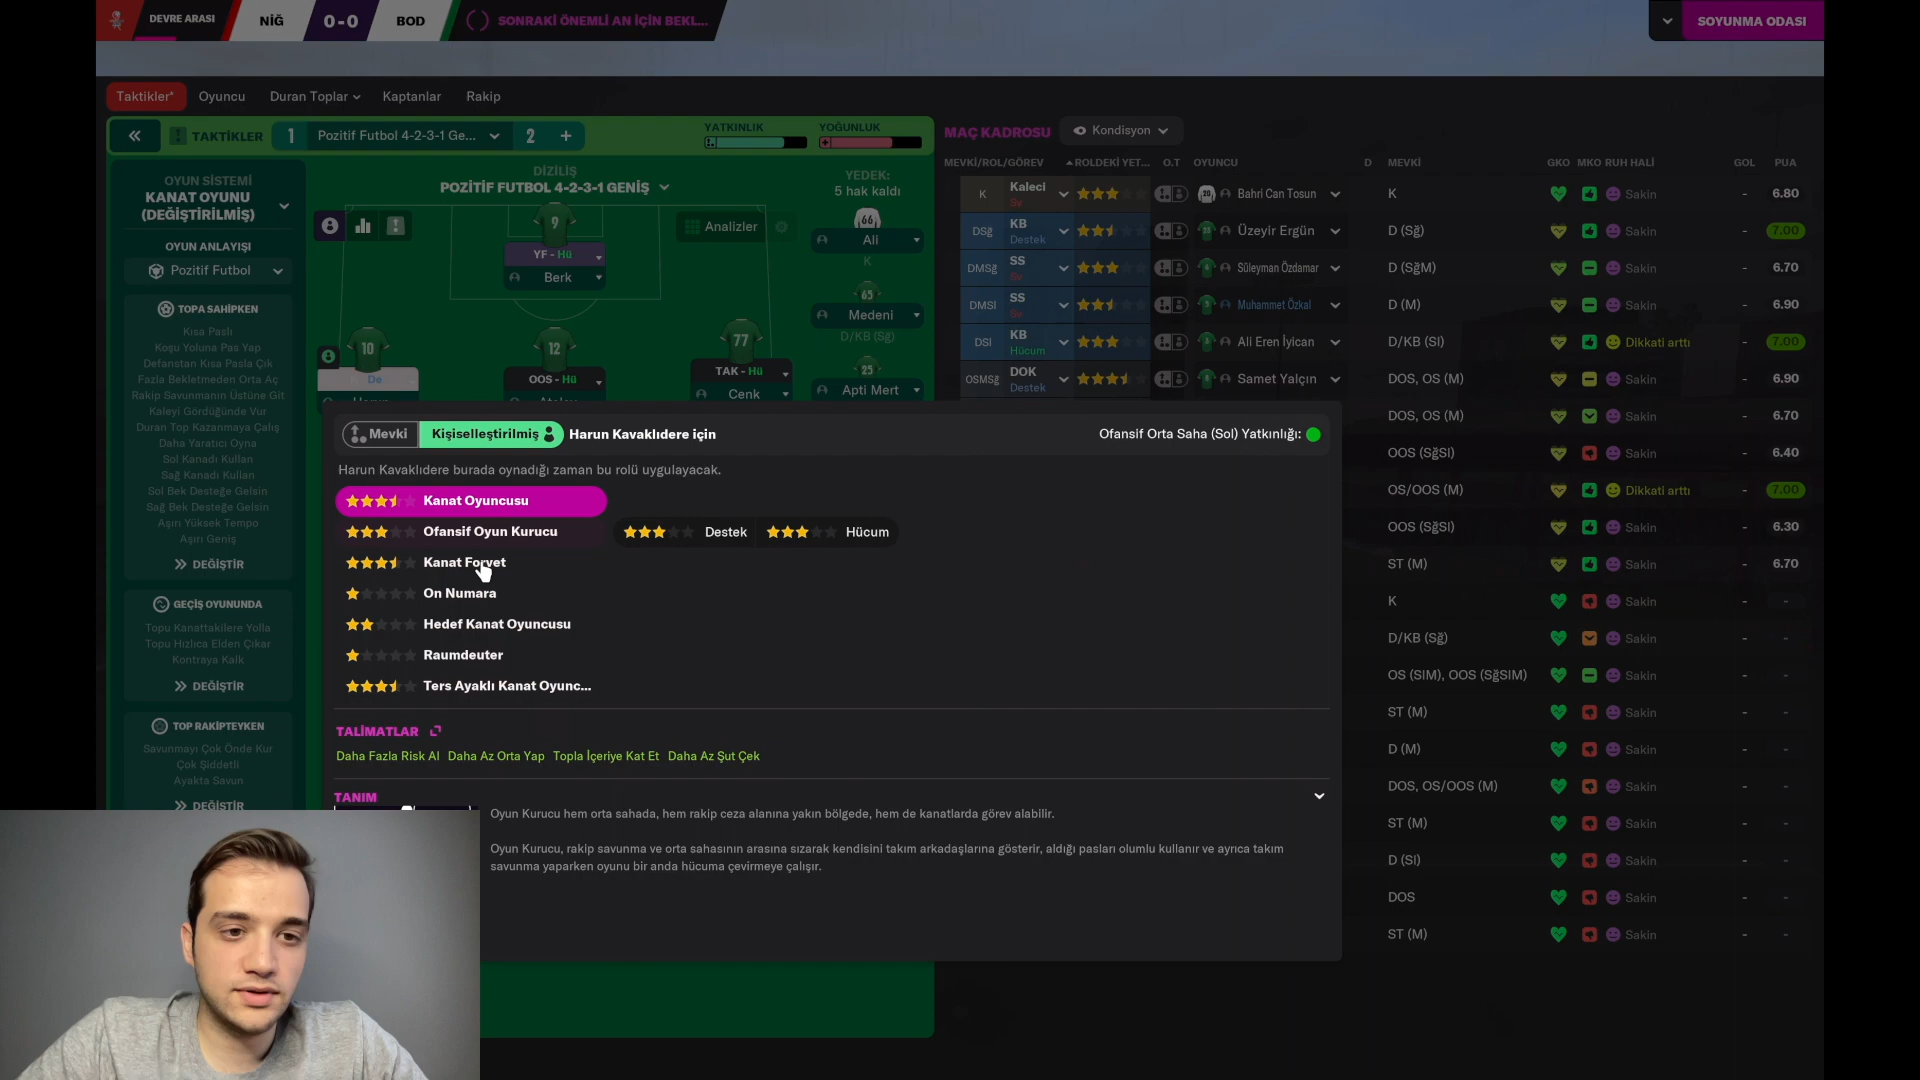 DEVRE ARASI
NİĞ
0-0
BOD
SONRAKİ ÖNEMLİ AN İÇİN BEKL...
SOYUNMA ODASI
Taktikler*
Oyuncu
Duran Toplar
Kaptanlar
Rakip
TAKTİKLER
1
Pozitif Futbol 4-2-3-1 Ge...
2
+
YATKINLIK
YOĞUNLUK
MAÇ KADROSU
Kondisyon
OYUN SİSTEMİ
KANAT OYUNU
(DEĞİŞTİRİLMİŞ)
OYUN ANLAYIŞI
Pozitif Futbol
TOPA SAHİPKEN
Kısa Paslı
Koşu Yoluna Pas Yap
Defanstan Kısa Pasla Çık
Fazla Bekletmeden Orta Aç
Rakip Savunmanın Üstüne Git
Kaleyi Gördüğünde Vur
Duran Top Kazanmaya Çalış
Daha Yaratıcı Oyna
Sol Kanadı Kullan
Sağ Kanadı Kullan
Sol Bek Desteğe Gelsin
Sağ Bek Desteğe Gelsin
Aşırı Yüksek Tempo
Aşırı Geniş
DEĞİŞTİR
GEÇİŞ OYUNUNDA
Topu Kanattakilere Yolla
Topu Hızlıca Elden Çıkar
Kontraya Kalk
DEĞİŞTİR
TOP RAKİPTEYKEN
Savunmayı Çok Önde Kur
Çok Şiddetli
Ayakta Savun
DEĞİŞTİR
DİZİLİŞ
POZİTİF FUTBOL 4-2-3-1 GENİŞ
YEDEK:
5 hak kaldı
Analizler
9
YF - Hü
Berk
10
De
12
OOS - Hü
77
TAK - Hü
Cenk
66
Ali
K
65
Medeni
D/KB (Sğ)
25
Apti Mert
MEVKİ/ROL/GÖREV
ROLDEKİ YET...
O.T
OYUNCU
D
MEVKİ
GKO
MKO
RUH HALİ
GOL
PUA
K Kaleci Sv Bahri Can Tosun K Sakin - 6.80
DSğ KB Destek Üzeyir Ergün D (Sğ) Sakin - 7.00
DMSğ SS Sv Süleyman Özdamar D (SğM) Sakin - 6.70
DMSl SS Sv Muhammet Özkal D (M) Sakin - 6.90
DSl KB Hücum Ali Eren İyican D/KB (Sl) Dikkati arttı - 7.00
OSMSğ DOK Destek Samet Yalçın DOS, OS (M) Sakin - 6.90
DOS, OS (M) Sakin - 6.70
OOS (SğSl) Sakin - 6.40
OS/OOS (M) Dikkati arttı - 7.00
OOS (SğSl) Sakin - 6.30
ST (M) Sakin - 6.70
K Sakin - -
D/KB (Sğ) Sakin - -
OS (SlM), OOS (SğSlM) Sakin - -
ST (M) Sakin - -
D (M) Sakin - -
DOS, OS/OOS (M) Sakin - -
ST (M) Sakin - -
D (Sl) Sakin - -
DOS Sakin - -
ST (M) Sakin - -
Mevki
Kişiselleştirilmiş
Harun Kavaklıdere için
Ofansif Orta Saha (Sol) Yatkınlığı:
Harun Kavaklıdere burada oynadığı zaman bu rolü uygulayacak.
Kanat Oyuncusu
Ofansif Oyun Kurucu
Destek
Hücum
Kanat Forvet
On Numara
Hedef Kanat Oyuncusu
Raumdeuter
Ters Ayaklı Kanat Oyunc...
TALİMATLAR
Daha Fazla Risk Al Daha Az Orta Yap Topla İçeriye Kat Et Daha Az Şut Çek
TANIM
Oyun Kurucu hem orta sahada, hem rakip ceza alanına yakın bölgede, hem de kanatlarda görev alabilir.
Oyun Kurucu, rakip savunma ve orta sahasının arasına sızarak kendisini takım arkadaşlarına gösterir, aldığı pasları olumlu kullanır ve ayrıca takım
savunma yaparken oyunu bir anda hücuma çevirmeye çalışır.